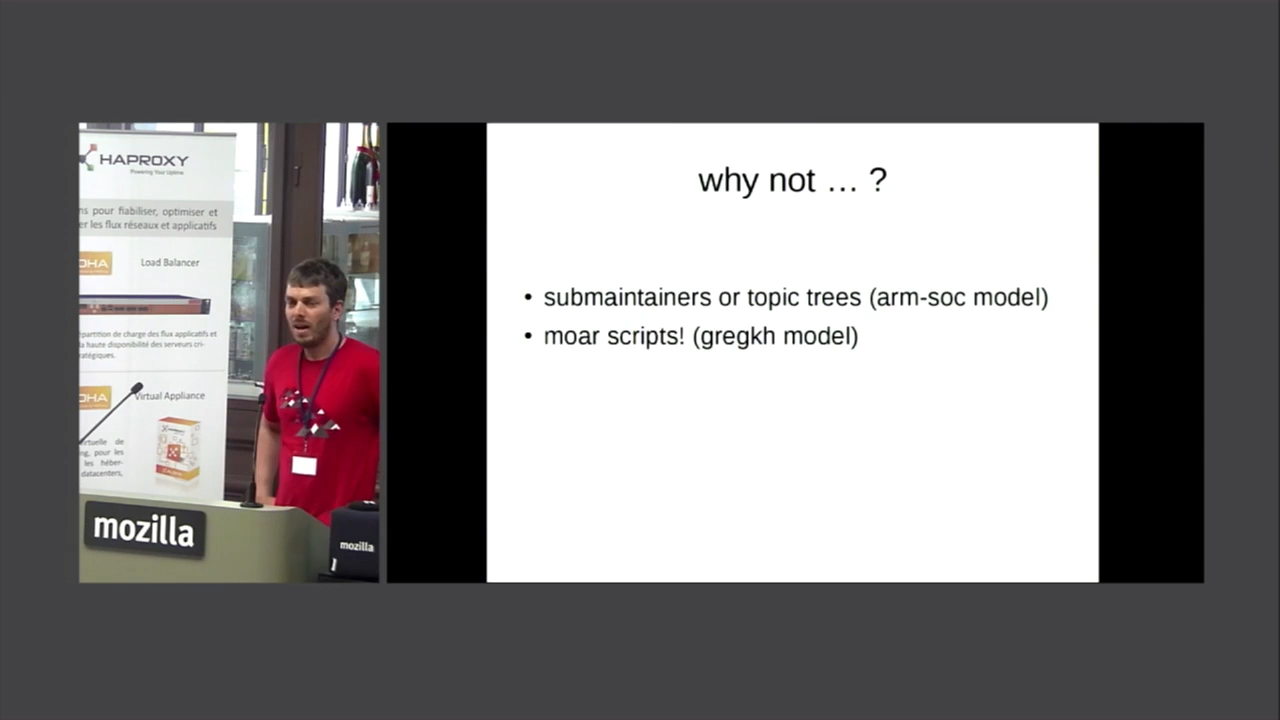 HAPROXY
Powering Your Uptime
ns pour fiabiliser, optimiser et
er les flux réseaux et applicatifs
OHA
Load Balancer
épartition de charge des flux applicatifs et
la haute disponibilité des serveurs cri-
ratégiques.
OHA
Virtual Appliance
rtuelle de
ng, pour les
les héber-
datacenters,
mozilla
mozilla
why not … ?
• submaintainers or topic trees (arm-soc model)
• moar scripts! (gregkh model)